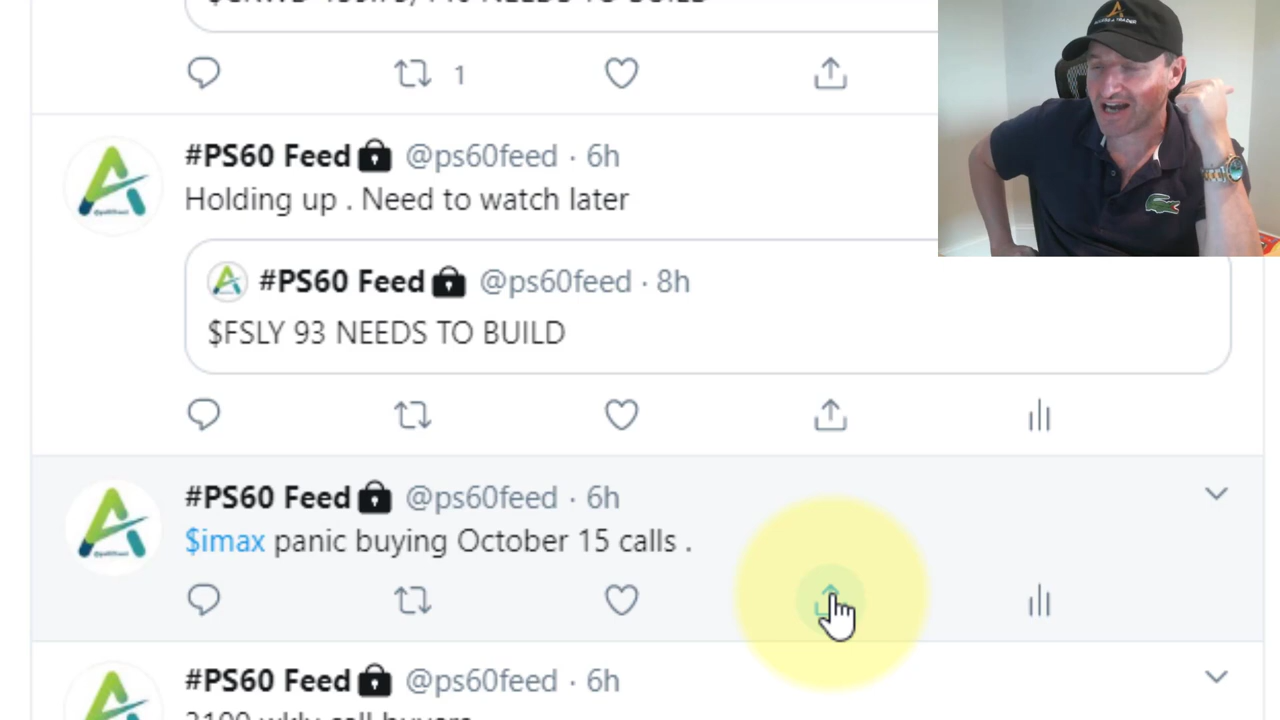 1
#PS60 Feed @ps60feed · 6h
Holding up . Need to watch later
#PS60 Feed @ps60feed · 8h
$FSLY 93 NEEDS TO BUILD
#PS60 Feed @ps60feed · 6h
$imax panic buying October 15 calls .
#PS60 Feed @ps60feed · 6h